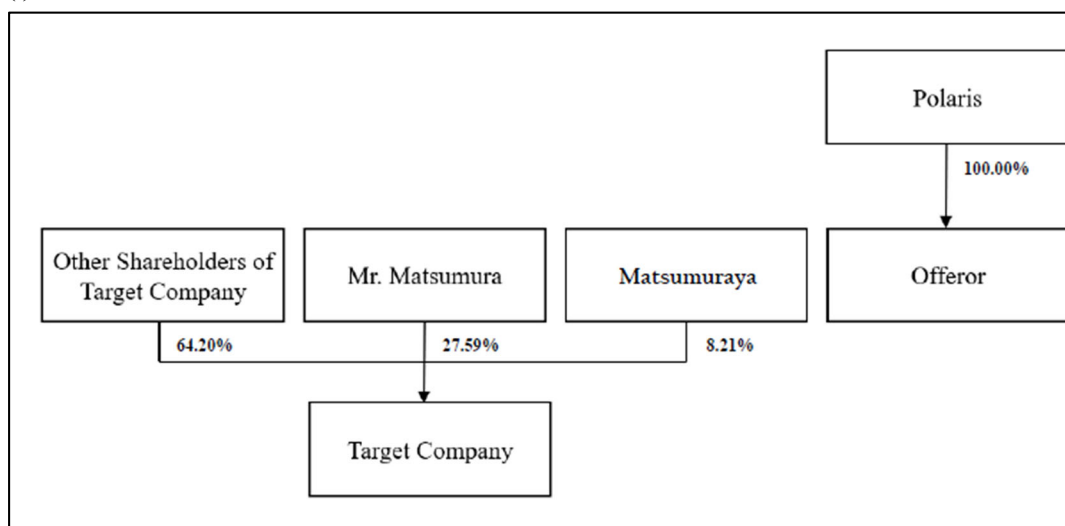 Polaris
100.00%
Other Shareholders of
Target Company
Mr. Matsumura
Matsumuraya
Offeror
64.20%
27.59%
8.21%
Target Company